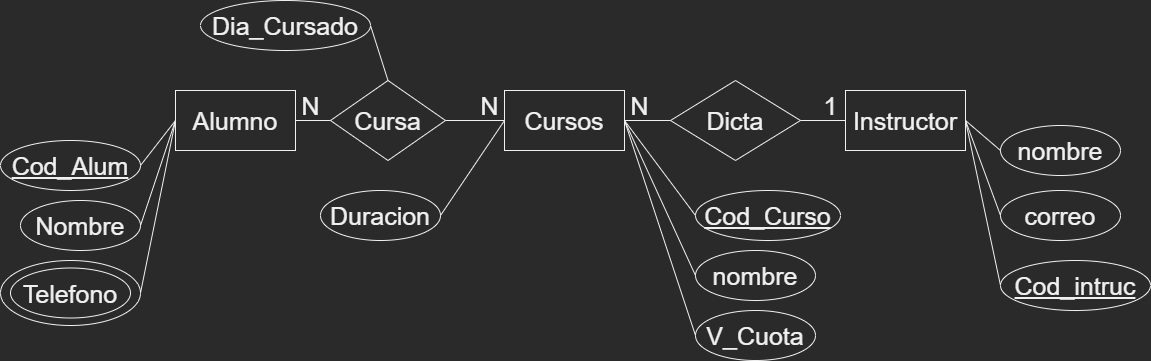 Dia_Cursado
Alumno
N
Cursa
N
Cursos
N
Dicta
1
Instructor
Cod_Alum
Nombre
Telefono
Duracion
Cod_Curso
nombre
V_Cuota
nombre
correo
Cod_intruc